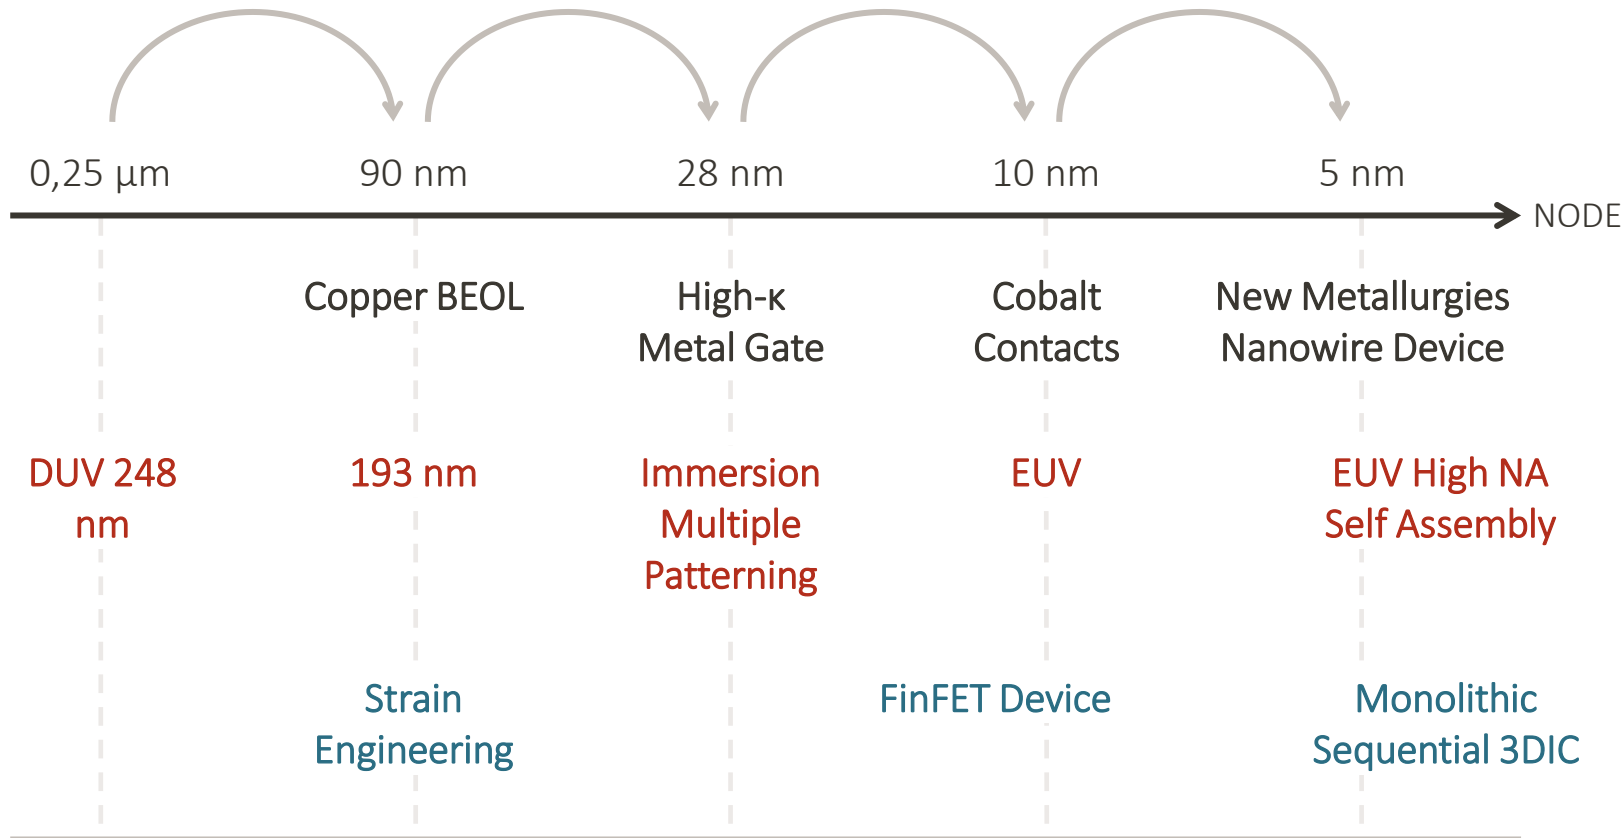 0,25 µm
90 nm
28 nm
10 nm
5 nm
NODE
Copper BEOL
High-κ
Metal Gate
Cobalt
Contacts
New Metallurgies
Nanowire Device
DUV 248
nm
193 nm
Immersion
Multiple
Patterning
EUV
EUV High NA
Self Assembly
Strain
Engineering
FinFET Device
Monolithic
Sequential 3DIC